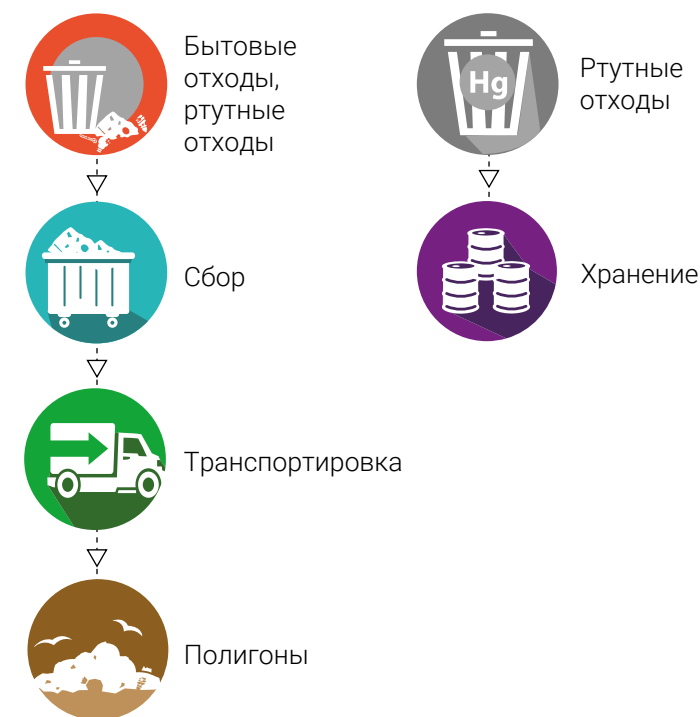 Бытовые
отходы,
ртутные
отходы
Сбор
Транспортировка
Полигоны
Hg
Ртутные
отходы
Хранение